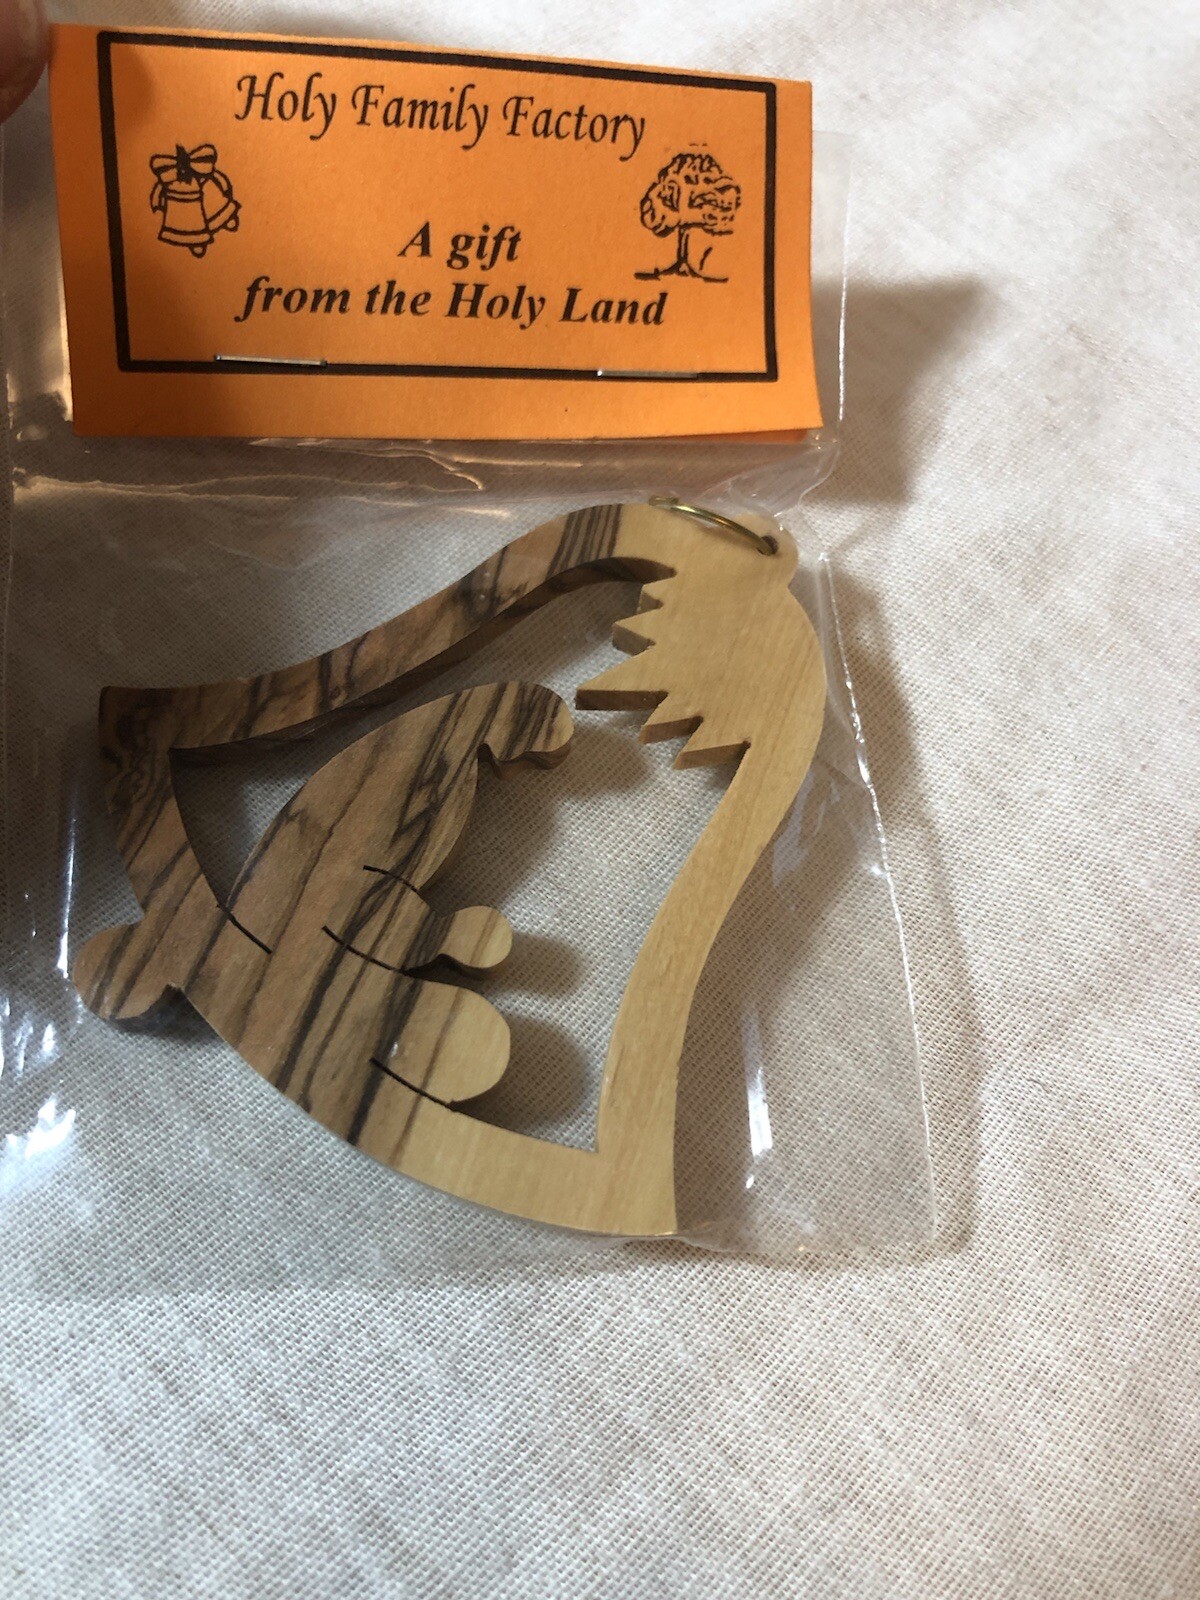 Holy Family Factory
A gift
from the Holy Land